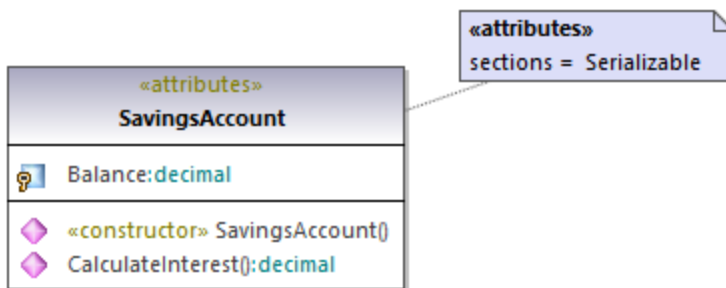 «attributes»
sections = Serializable
«attributes»
SavingsAccount
Balance:decimal
«constructor» SavingsAccount()
CalculateInterest():decimal